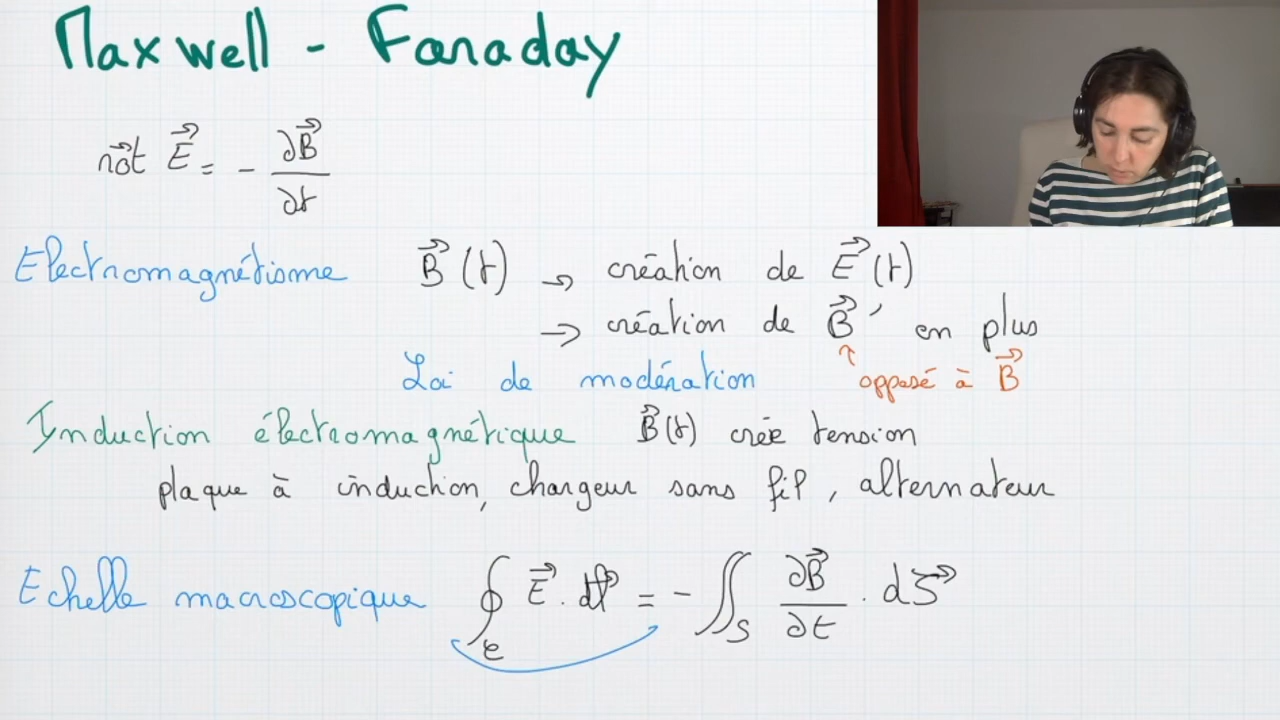 Maxwell - Faraday
rot E⃗ = - ∂B⃗/∂t
Electromagnétisme B⃗(t) → création de E⃗(t)
→ création de B⃗' en plus
Loi de modération ↑ opposé à B⃗
Induction électromagnétique B⃗(t) crée tension
plaque à induction, chargeur sans fil, alternateur
Echelle macroscopique ∮_C E⃗ . dl⃗ = - ∬_S ∂B⃗/∂t . dS⃗